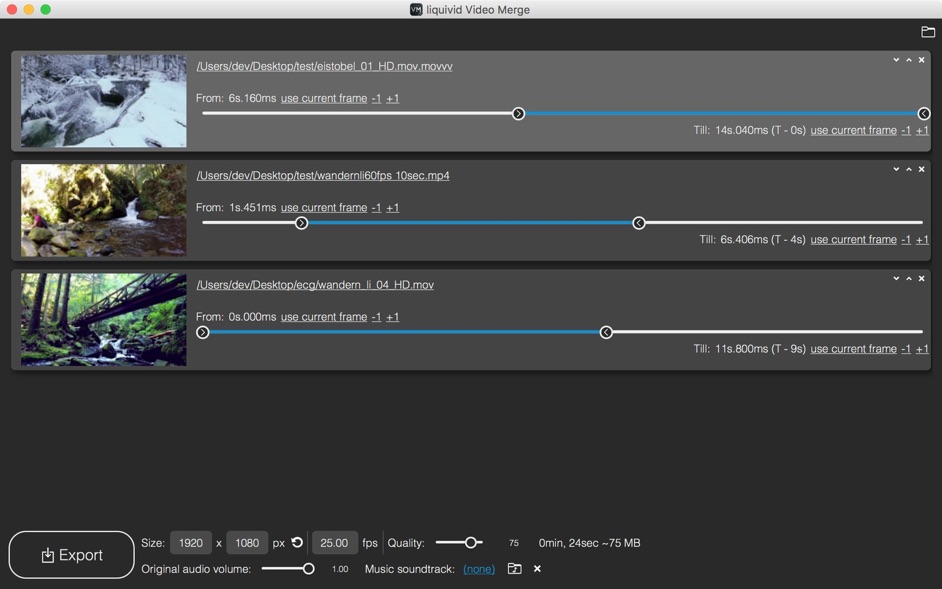 VM liquivid Video Merge
/Users/dev/Desktop/test/eistobel_01_HD.mov.movvv
From: 6s.160ms use current frame -1 +1
Till: 14s.040ms (T - 0s) use current frame -1 +1
/Users/dev/Desktop/test/wandernli60fps 10sec.mp4
From: 1s.451ms use current frame -1 +1
Till: 6s.406ms (T - 4s) use current frame -1 +1
/Users/dev/Desktop/ecg/wandern_li_04_HD.mov
From: 0s.000ms use current frame -1 +1
Till: 11s.800ms (T - 9s) use current frame -1 +1
Export
Size: 1920 x 1080 px 25.00 fps Quality: 75 0min, 24sec ~75 MB
Original audio volume: 1.00 Music soundtrack: (none)